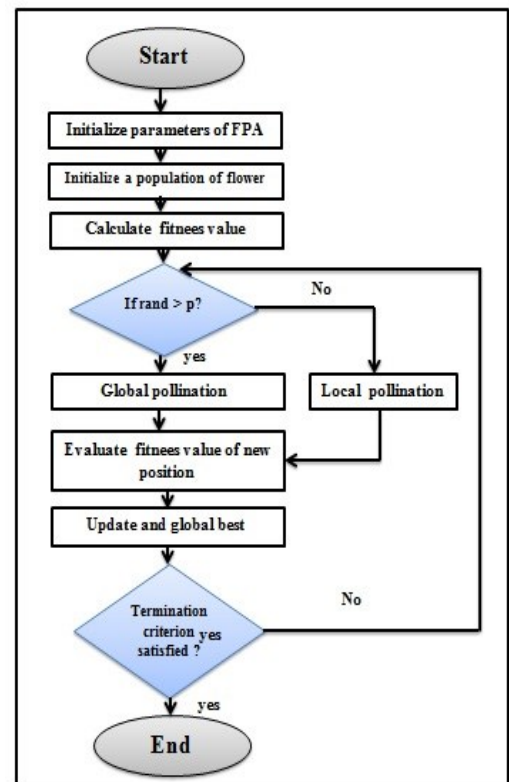 Start
Initialize parameters of FPA
Initialize a population of flower
Calculate fitnees value
If rand > p?
No
yes
Global pollination
Local pollination
Evaluate fitnees value of new
position
Update and global best
Termination
criterion yes
satisfied ?
No
yes
End